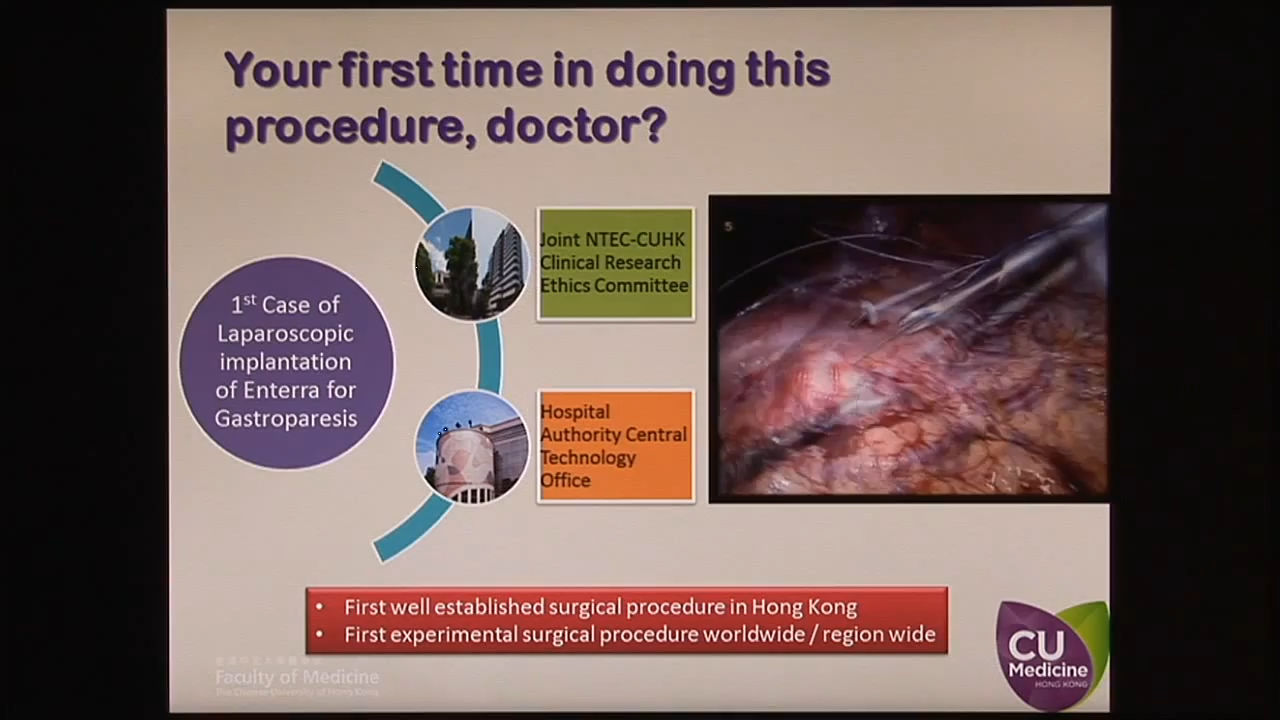 Your first time in doing this
procedure, doctor?
1st Case of
Laparoscopic
implantation
of Enterra for
Gastroparesis
Joint NTEC-CUHK
Clinical Research
Ethics Committee
Hospital
Authority Central
Technology
Office
5
• First well established surgical procedure in Hong Kong
• First experimental surgical procedure worldwide / region wide
Faculty of Medicine
The Chinese University of Hong Kong
CU
Medicine
HONG KONG